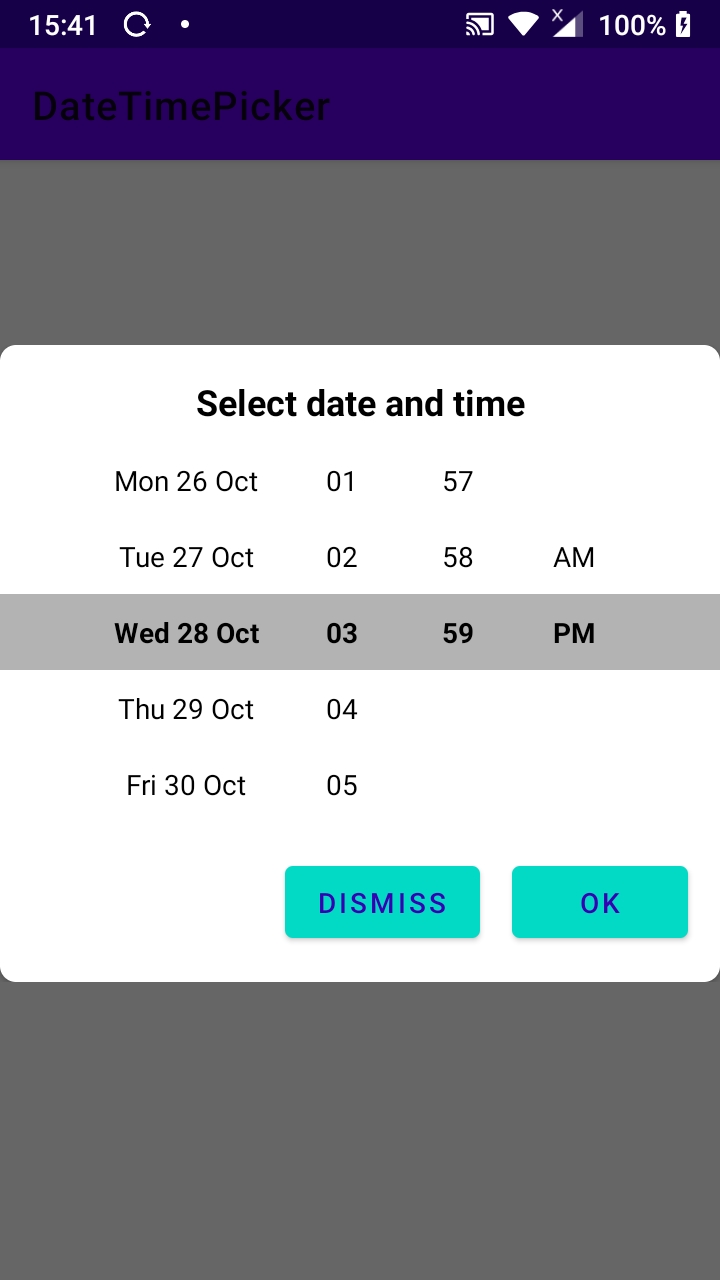 15:41 100%
DateTimePicker
Select date and time
Mon 26 Oct 01 57
Tue 27 Oct 02 58 AM
Wed 28 Oct 03 59 PM
Thu 29 Oct 04
Fri 30 Oct 05
DISMISS OK